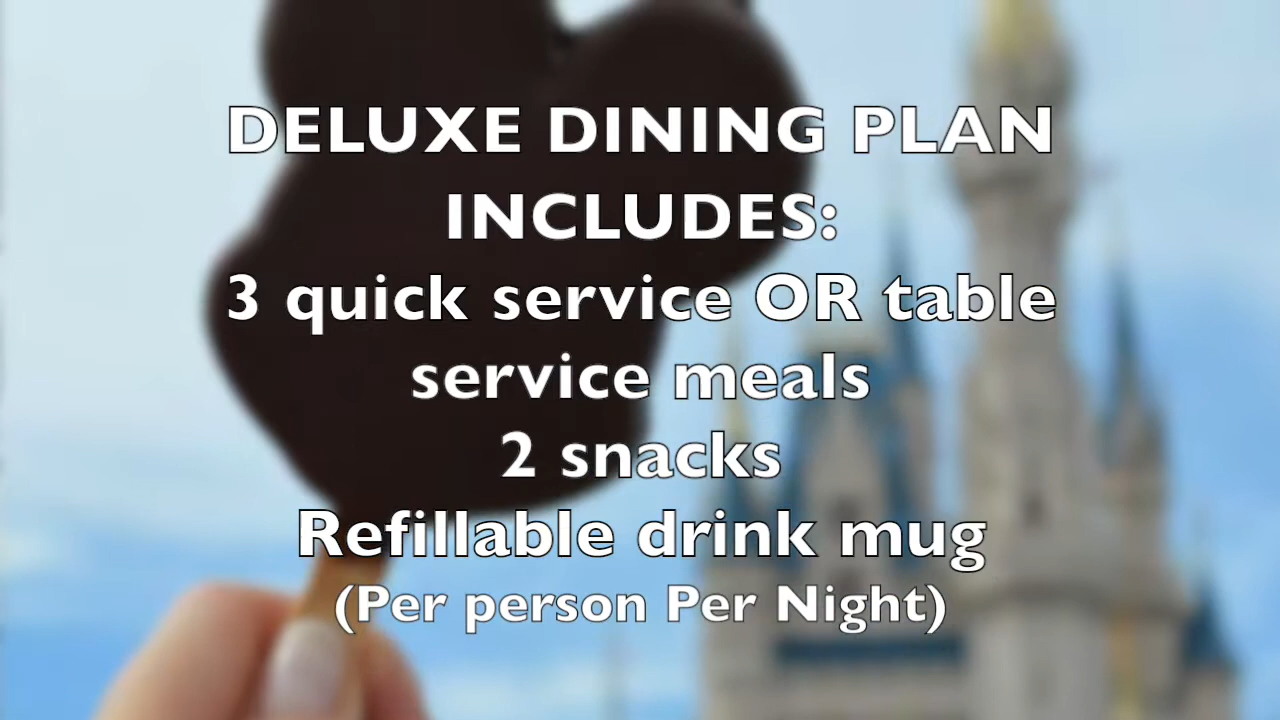 DELUXE DINING PLAN
INCLUDES:
3 quick service OR table
service meals
2 snacks
Refillable drink mug
(Per person Per Night)